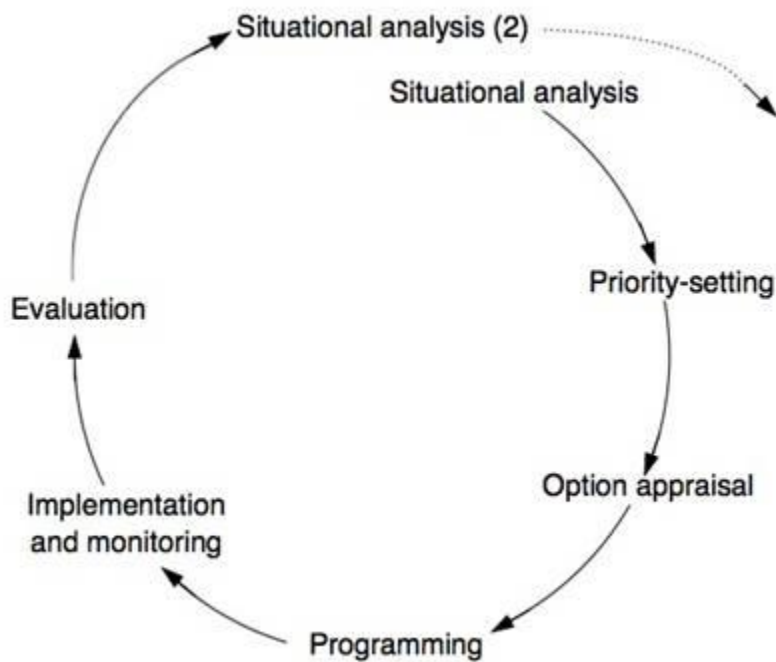 Situational analysis (2)
Situational analysis
Priority-setting
Option appraisal
Programming
Implementation
and monitoring
Evaluation